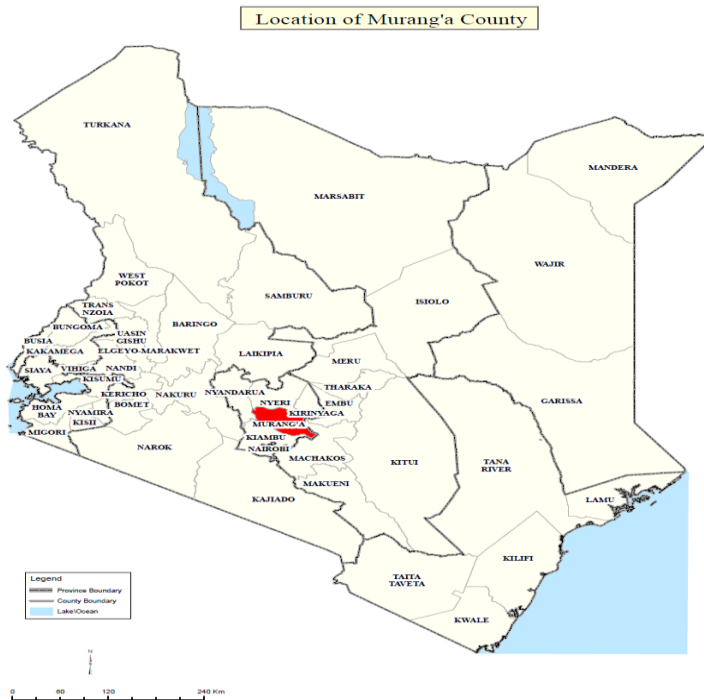 Location of Murang'a County
TURKANA
MANDERA
MARSABIT
WAJIR
WEST
POKOT
SAMBURU
ISIOLO
TRANS
NZOIA
BUNGOMA
UASIN
GISHU
BARINGO
BUSIA
KAKAMEGA
ELGEYO-MARAKWET
LAIKIPIA
MERU
SIAYA
VIHIGA
NANDI
KISUMU
THARAKA
KERICHO
NAKURU
NYANDARUA
NYERI
EMBU
GARISSA
HOMA
BAY
NYAMIRA
BOMET
KIRINYAGA
KISII
MURANG'A
MIGORI
KIAMBU
NAROK
NAIROBI
MACHAKOS
KITUI
TANA
RIVER
MAKUENI
KAJIADO
LAMU
KILIFI
TAITA
TAVETA
KWALE
Legend
Province Boundary
County Boundary
Lake\Ocean
N
0 60 120 240 Km